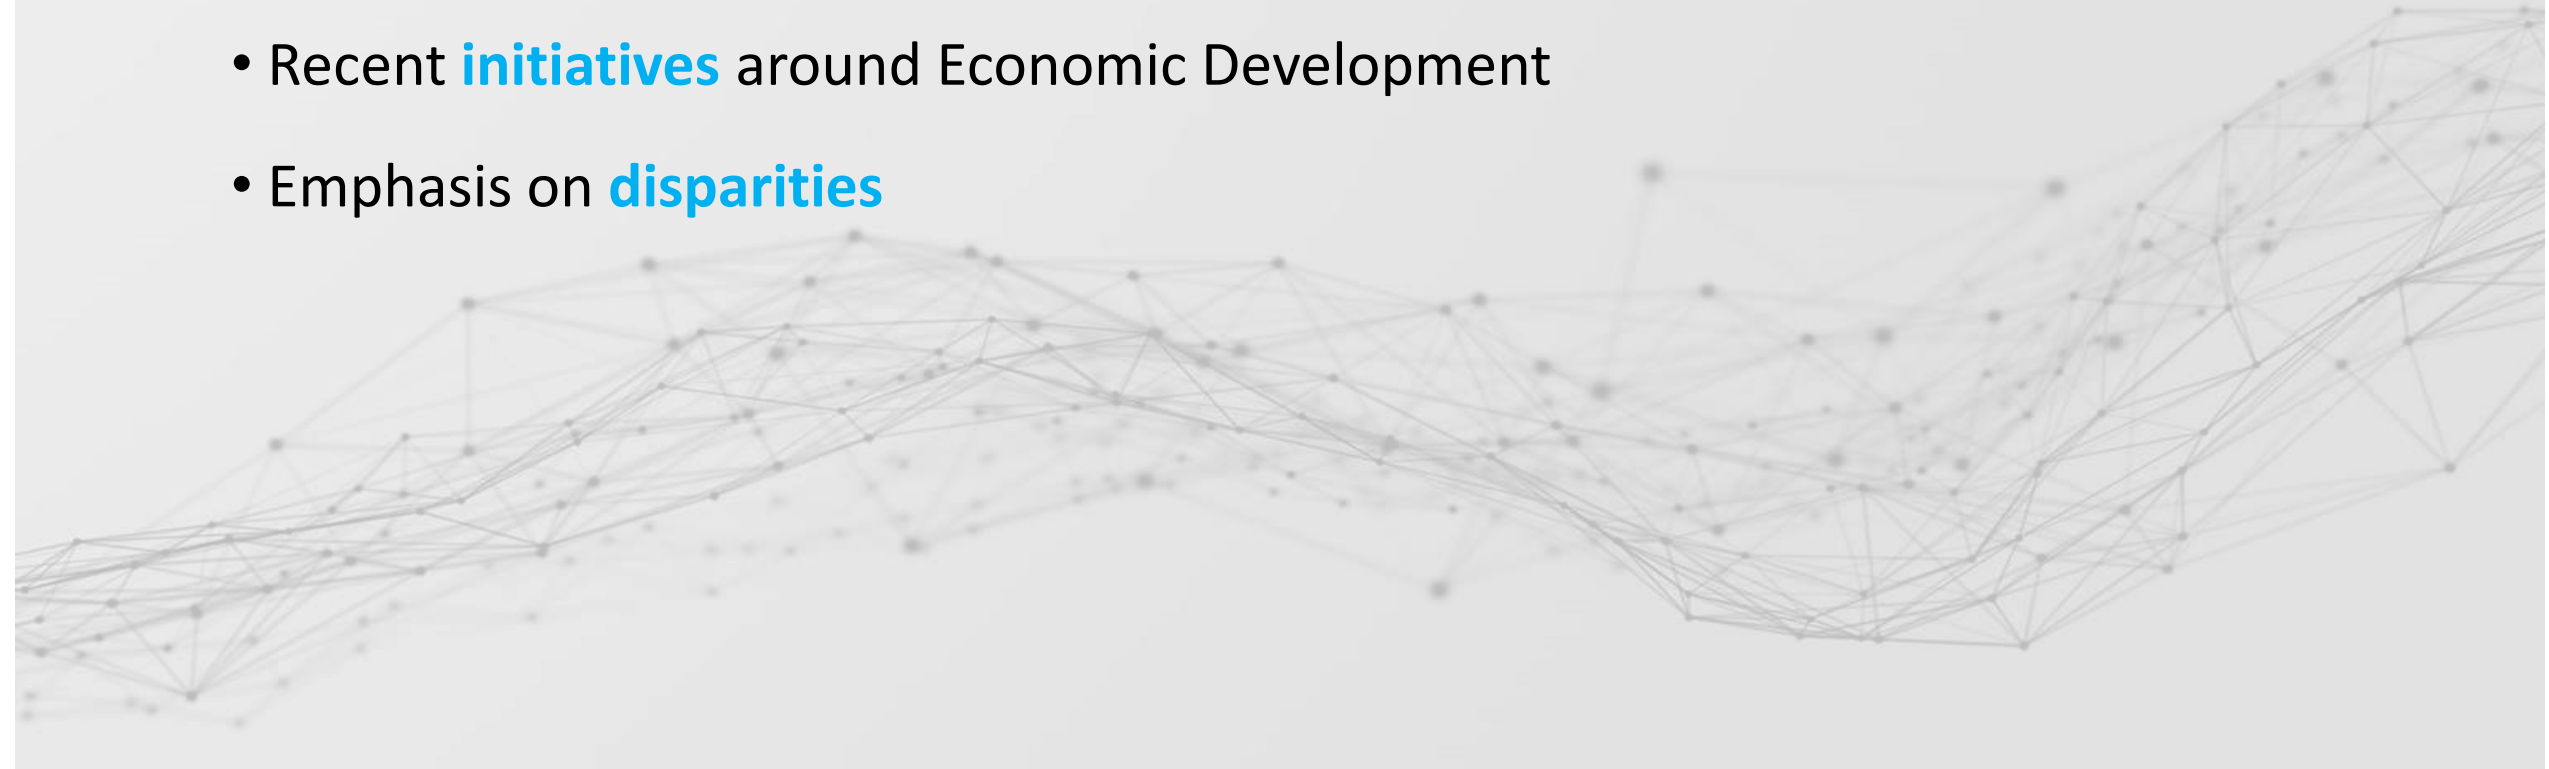 • Recent initiatives around Economic Development
• Emphasis on disparities